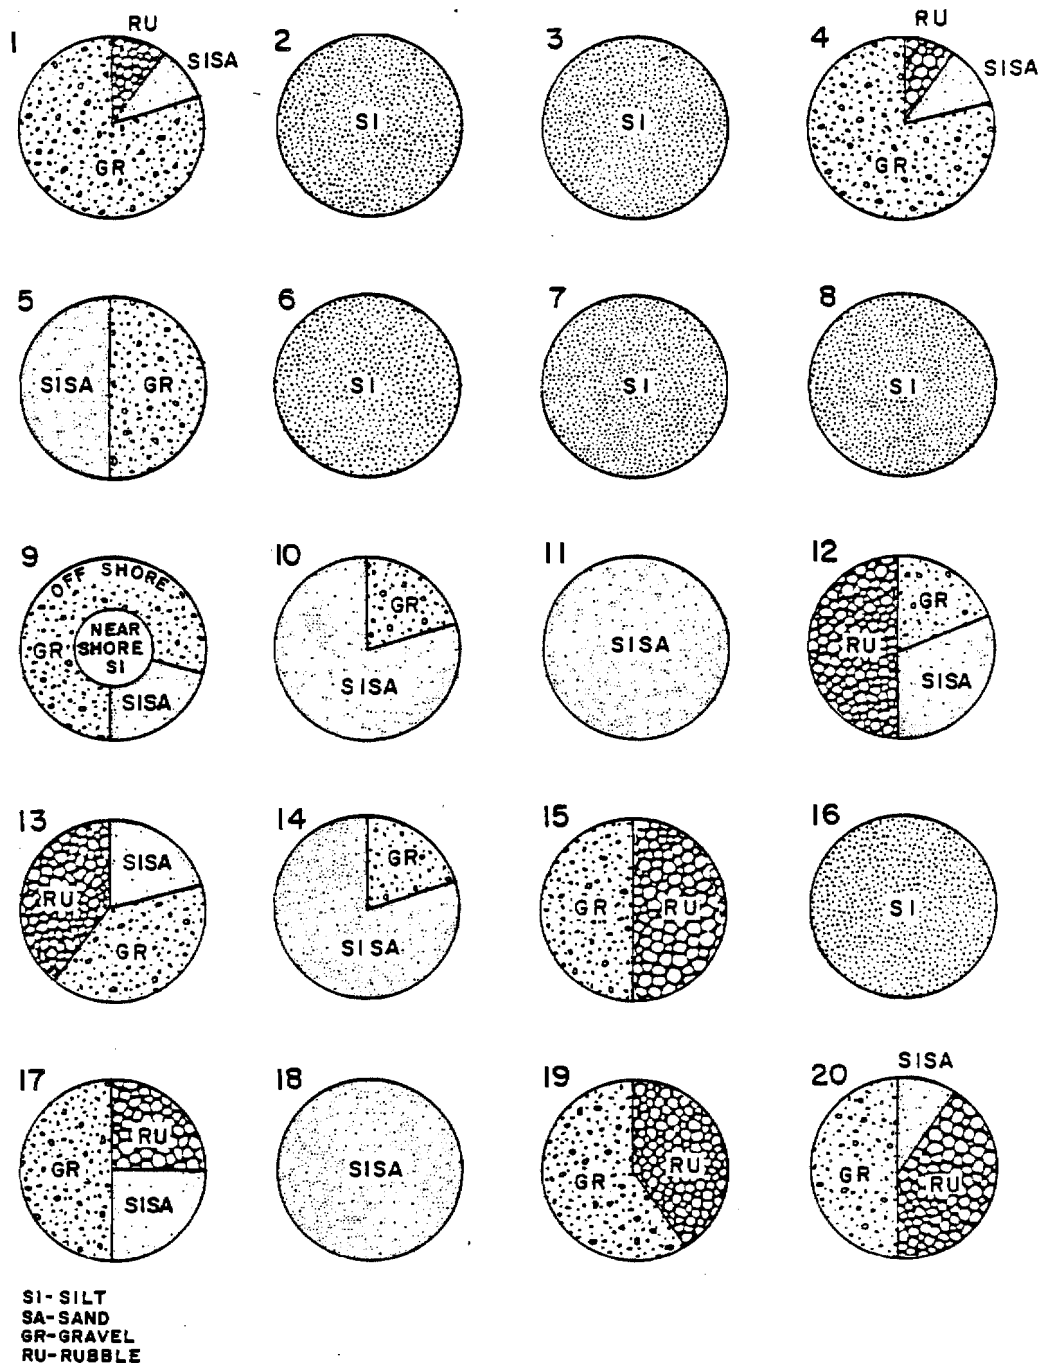 1
RU
SISA
GR
2
SI
3
SI
4
RU
SISA
GR
5
SISA
GR
6
SI
7
SI
8
SI
9
OFF SHORE
NEAR
SHORE
SI
GR
SISA
10
GR
SISA
11
SISA
12
GR
RU
SISA
13
SISA
RU
GR
14
GR
SISA
15
GR
RU
16
SI
17
RU
GR
SISA
18
SISA
19
RU
GR
20
SISA
GR
RU
SI-SILT
SA-SAND
GR-GRAVEL
RU-RUBBLE